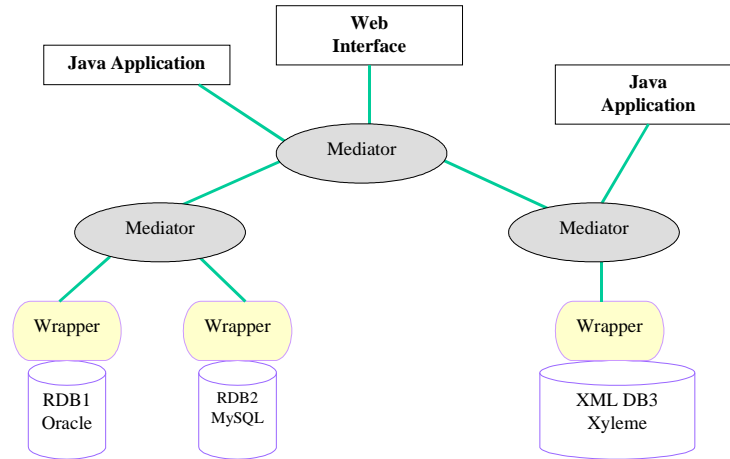 Web
Interface
Java Application
Java
Application
Mediator
Mediator
Mediator
Wrapper
Wrapper
Wrapper
RDB1
Oracle
RDB2
MySQL
XML DB3
Xyleme